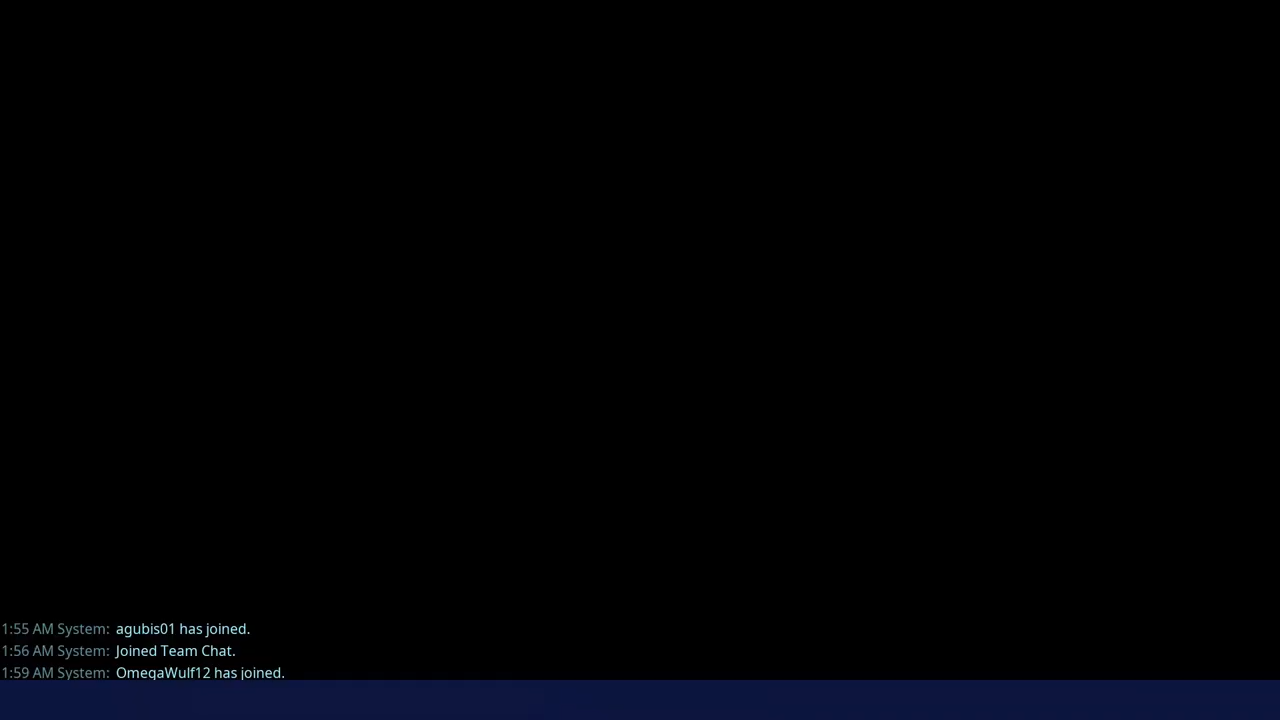 1:55 AM System: agubis01 has joined.
1:56 AM System: Joined Team Chat.
1:59 AM System: OmegaWulf12 has joined.